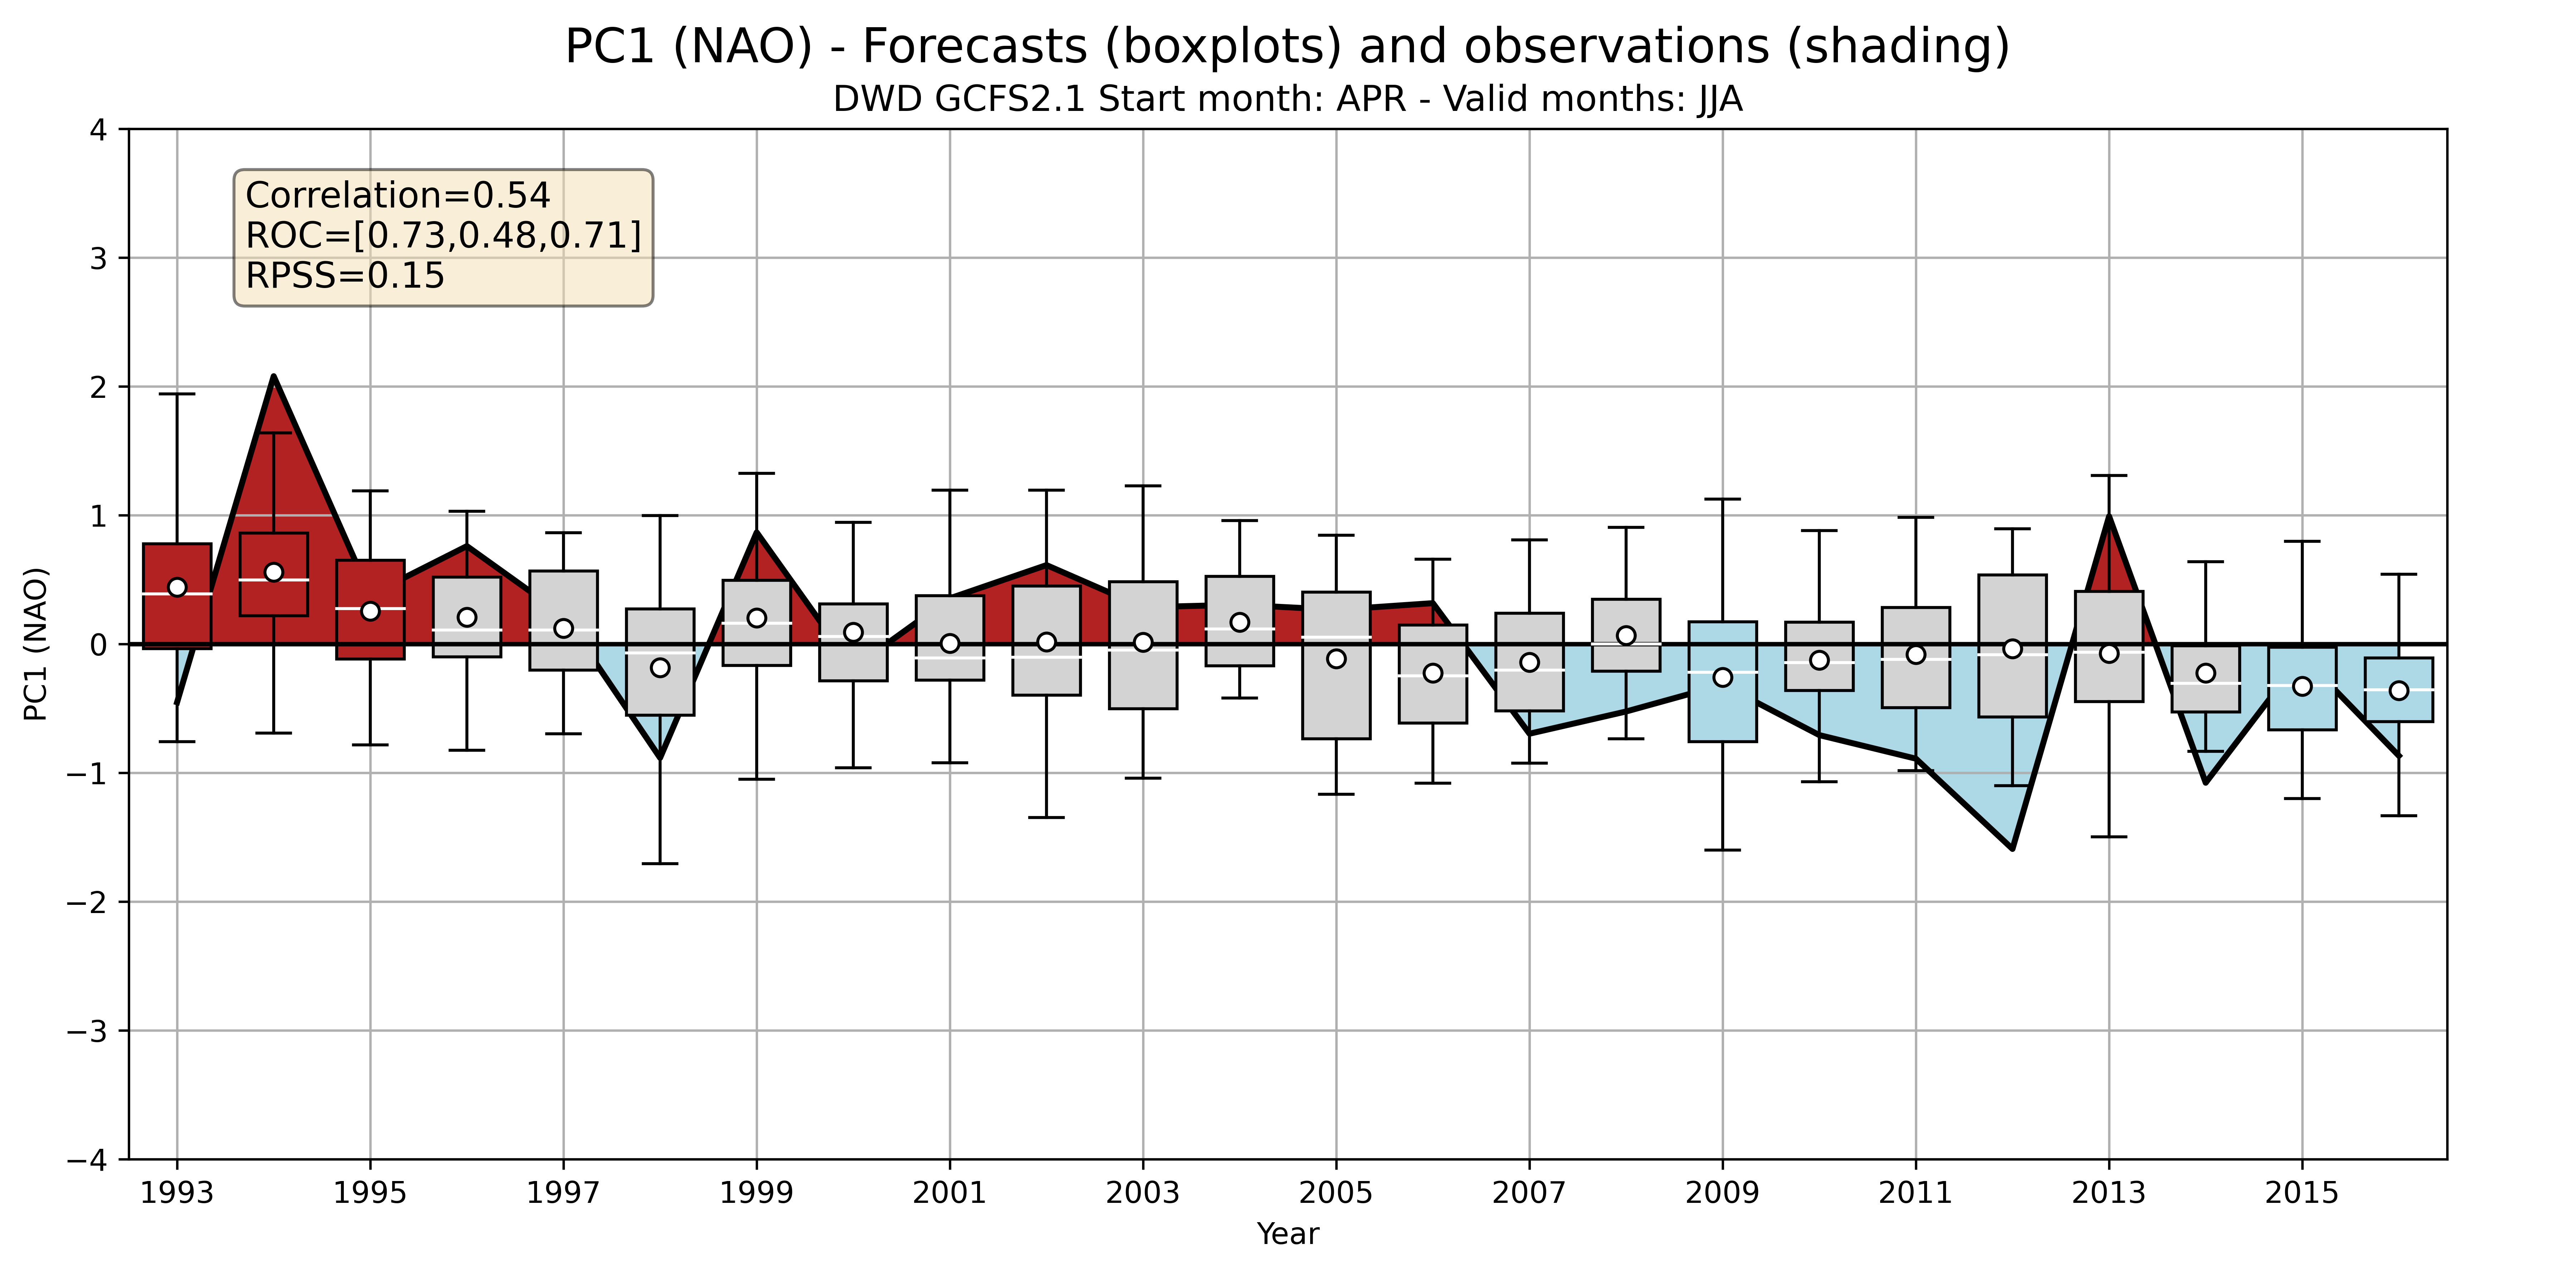 PC1 (NAO) - Forecasts (boxplots) and observations (shading)
DWD GCFS2.1 Start month: APR - Valid months: JJA
Correlation=0.54
ROC=[0.73,0.48,0.71]
RPSS=0.15
PC1 (NAO)
4
3
2
1
0
−1
−2
−3
−4
1993 1995 1997 1999 2001 2003 2005 2007 2009 2011 2013 2015
Year